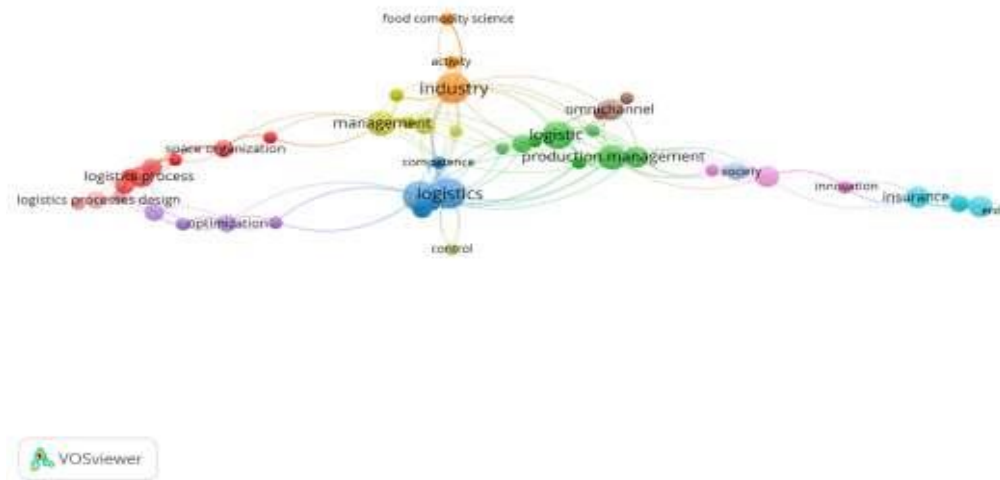 food comodity science
activity
industry
omnichannel
management
logistic
space organization
production management
competence
society
logistics process
innovation
logistics
insurance
logistics processes design
optimization
control
VOSviewer